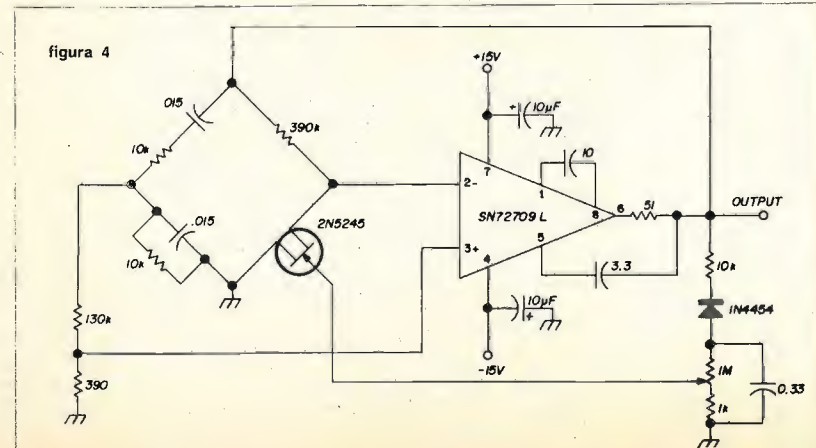 figura 4
.015
10k
390k
.015
10k
2N5245
130k
390
+15V
+
10µF
7
2-
3+
SN72709 L
1
10
8
6
51
5
3.3
4
10µF
+
-15V
OUTPUT
10k
1N4454
1M
1k
0.33